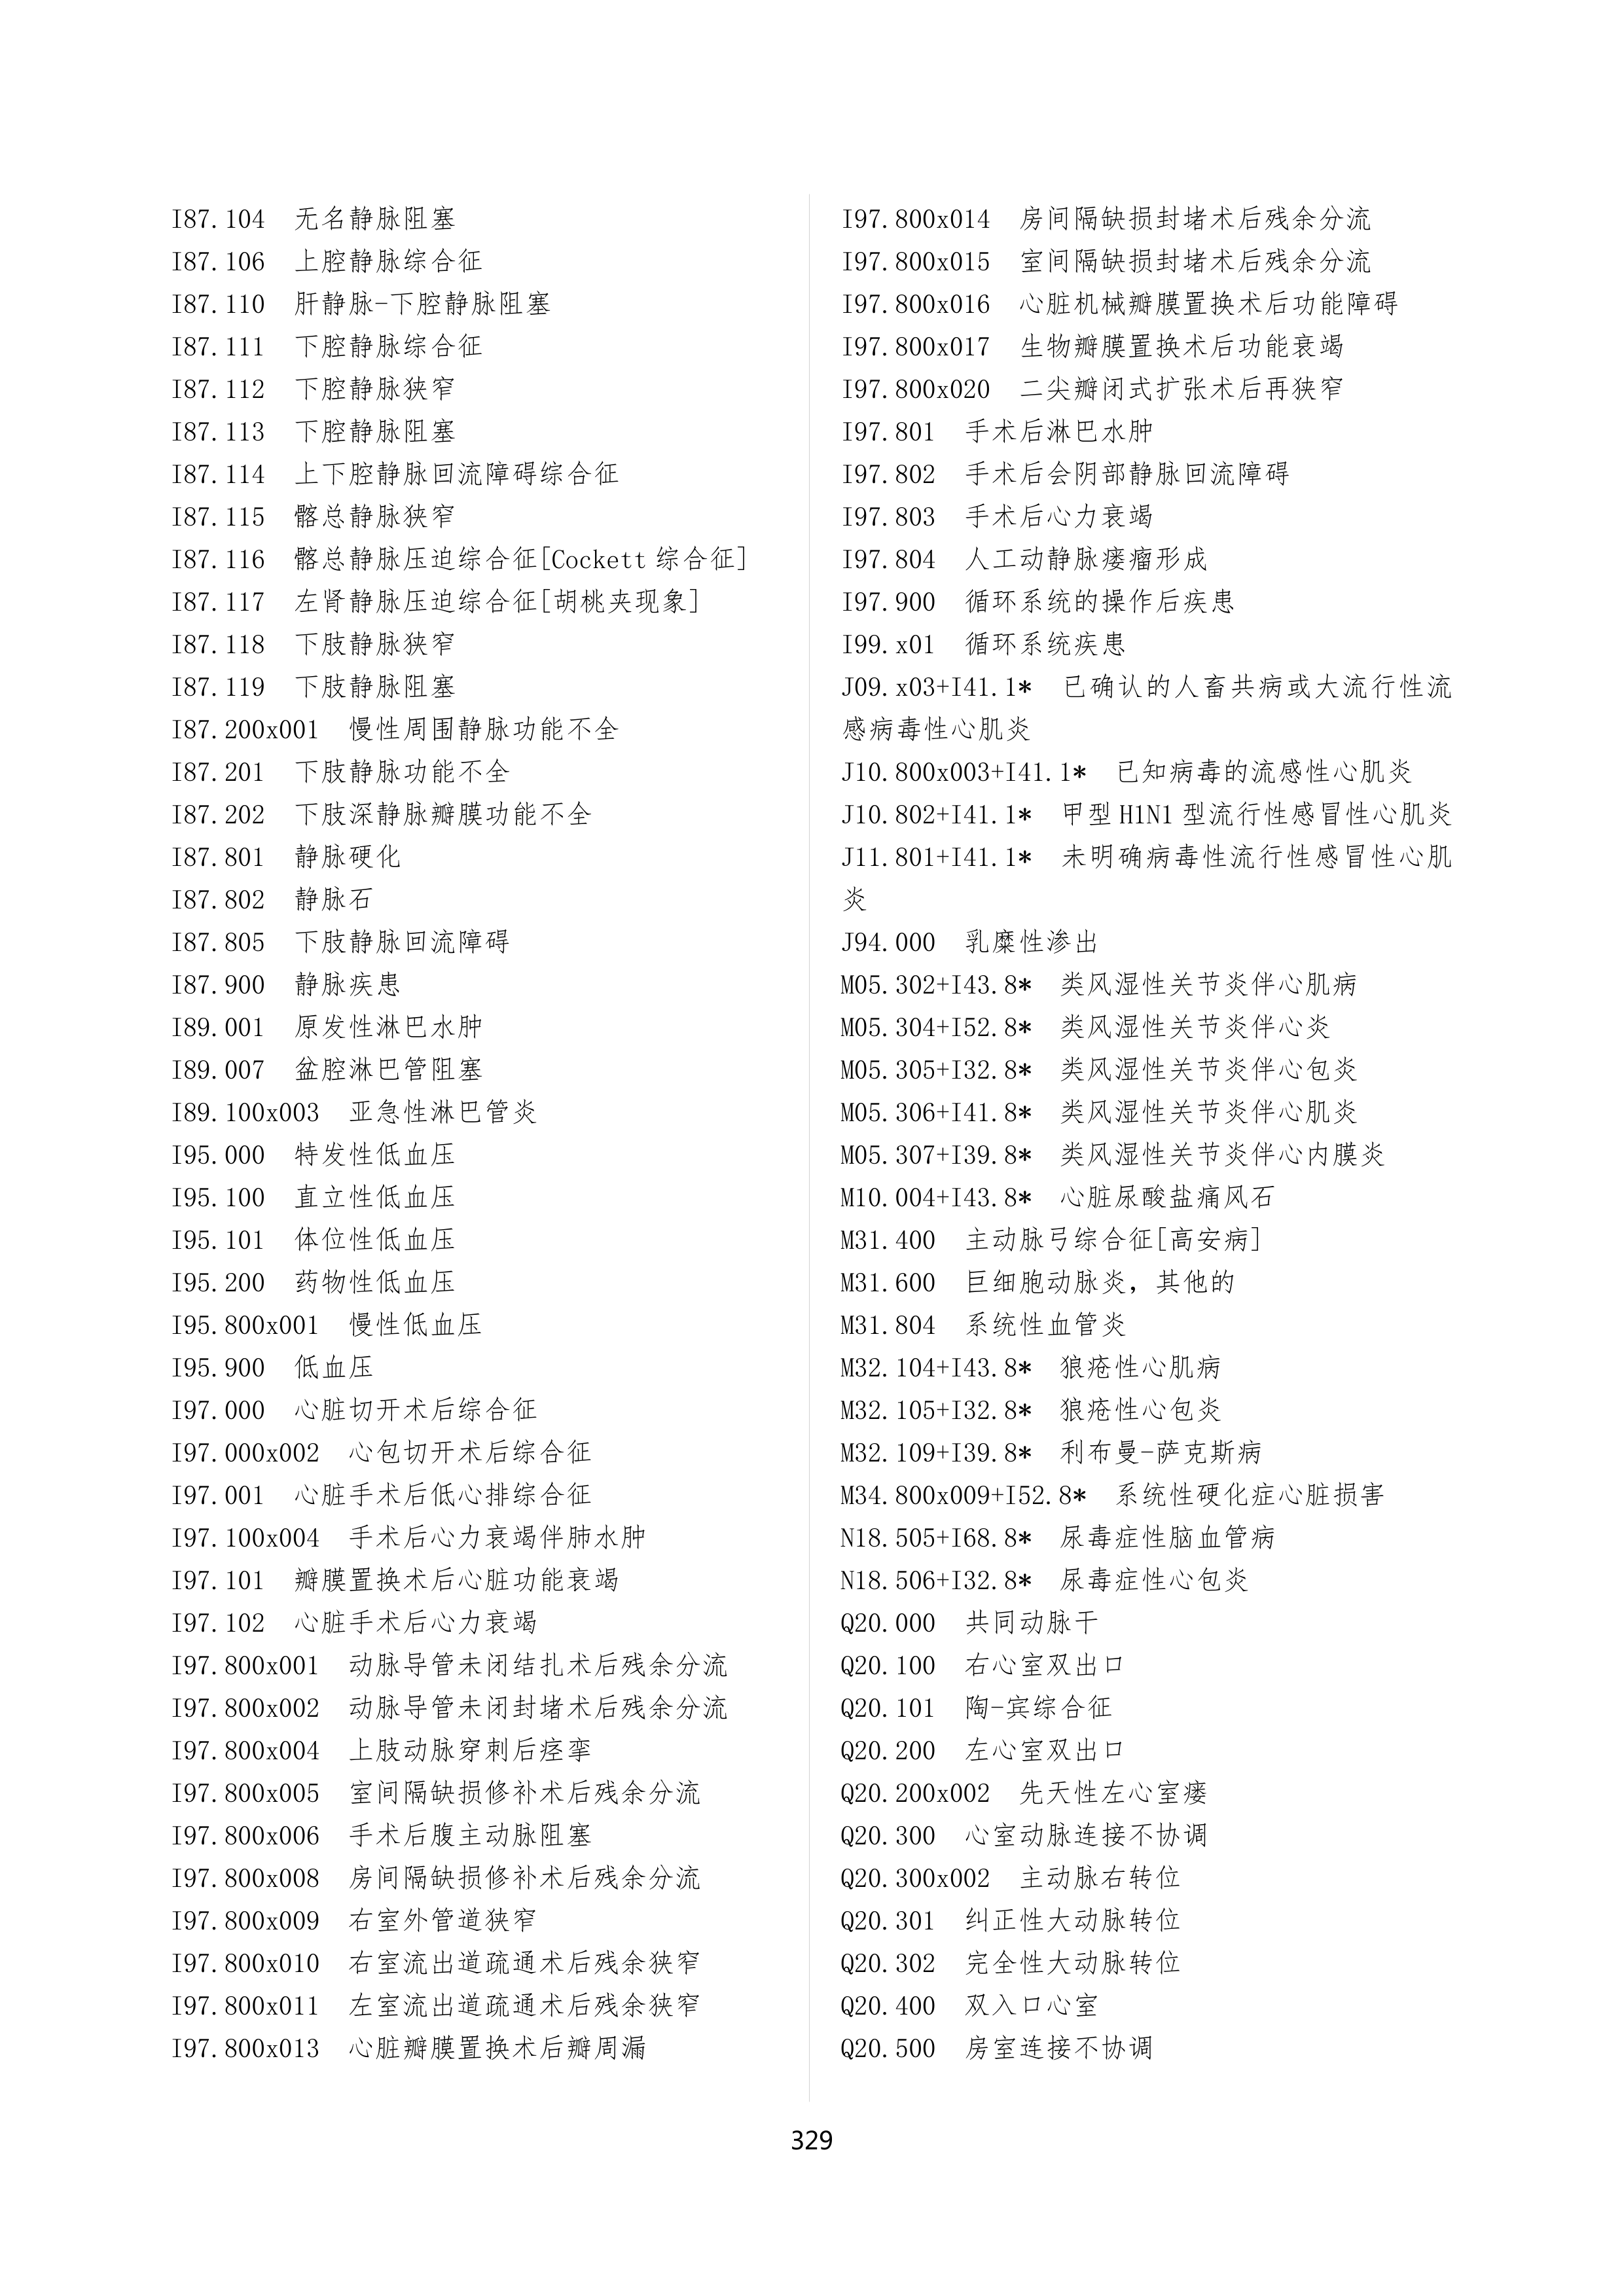 I87.104 无名静脉阻塞
I87.106 上腔静脉综合征
I87.110 肝静脉-下腔静脉阻塞
I87.111 下腔静脉综合征
I87.112 下腔静脉狭窄
I87.113 下腔静脉阻塞
I87.114 上下腔静脉回流障碍综合征
I87.115 髂总静脉狭窄
I87.116 髂总静脉压迫综合征[Cockett 综合征]
I87.117 左肾静脉压迫综合征[胡桃夹现象]
I87.118 下肢静脉狭窄
I87.119 下肢静脉阻塞
I87.200x001 慢性周围静脉功能不全
I87.201 下肢静脉功能不全
I87.202 下肢深静脉瓣膜功能不全
I87.801 静脉硬化
I87.802 静脉石
I87.805 下肢静脉回流障碍
I87.900 静脉疾患
I89.001 原发性淋巴水肿
I89.007 盆腔淋巴管阻塞
I89.100x003 亚急性淋巴管炎
I95.000 特发性低血压
I95.100 直立性低血压
I95.101 体位性低血压
I95.200 药物性低血压
I95.800x001 慢性低血压
I95.900 低血压
I97.000 心脏切开术后综合征
I97.000x002 心包切开术后综合征
I97.001 心脏手术后低心排综合征
I97.100x004 手术后心力衰竭伴肺水肿
I97.101 瓣膜置换术后心脏功能衰竭
I97.102 心脏手术后心力衰竭
I97.800x001 动脉导管未闭结扎术后残余分流
I97.800x002 动脉导管未闭封堵术后残余分流
I97.800x004 上肢动脉穿刺后痉挛
I97.800x005 室间隔缺损修补术后残余分流
I97.800x006 手术后腹主动脉阻塞
I97.800x008 房间隔缺损修补术后残余分流
I97.800x009 右室外管道狭窄
I97.800x010 右室流出道疏通术后残余狭窄
I97.800x011 左室流出道疏通术后残余狭窄
I97.800x013 心脏瓣膜置换术后瓣周漏
I97.800x014 房间隔缺损封堵术后残余分流
I97.800x015 室间隔缺损封堵术后残余分流
I97.800x016 心脏机械瓣膜置换术后功能障碍
I97.800x017 生物瓣膜置换术后功能衰竭
I97.800x020 二尖瓣闭式扩张术后再狭窄
I97.801 手术后淋巴水肿
I97.802 手术后会阴部静脉回流障碍
I97.803 手术后心力衰竭
I97.804 人工动静脉瘘瘤形成
I97.900 循环系统的操作后疾患
I99.x01 循环系统疾患
J09.x03+I41.1* 已确认的人畜共病或大流行性流
感病毒性心肌炎
J10.800x003+I41.1* 已知病毒的流感性心肌炎
J10.802+I41.1* 甲型 H1N1 型流行性感冒性心肌炎
J11.801+I41.1* 未明确病毒性流行性感冒性心肌
炎
J94.000 乳糜性渗出
M05.302+I43.8* 类风湿性关节炎伴心肌病
M05.304+I52.8* 类风湿性关节炎伴心炎
M05.305+I32.8* 类风湿性关节炎伴心包炎
M05.306+I41.8* 类风湿性关节炎伴心肌炎
M05.307+I39.8* 类风湿性关节炎伴心内膜炎
M10.004+I43.8* 心脏尿酸盐痛风石
M31.400 主动脉弓综合征[高安病]
M31.600 巨细胞动脉炎，其他的
M31.804 系统性血管炎
M32.104+I43.8* 狼疮性心肌病
M32.105+I32.8* 狼疮性心包炎
M32.109+I39.8* 利布曼-萨克斯病
M34.800x009+I52.8* 系统性硬化症心脏损害
N18.505+I68.8* 尿毒症性脑血管病
N18.506+I32.8* 尿毒症性心包炎
Q20.000 共同动脉干
Q20.100 右心室双出口
Q20.101 陶-宾综合征
Q20.200 左心室双出口
Q20.200x002 先天性左心室瘘
Q20.300 心室动脉连接不协调
Q20.300x002 主动脉右转位
Q20.301 纠正性大动脉转位
Q20.302 完全性大动脉转位
Q20.400 双入口心室
Q20.500 房室连接不协调
329